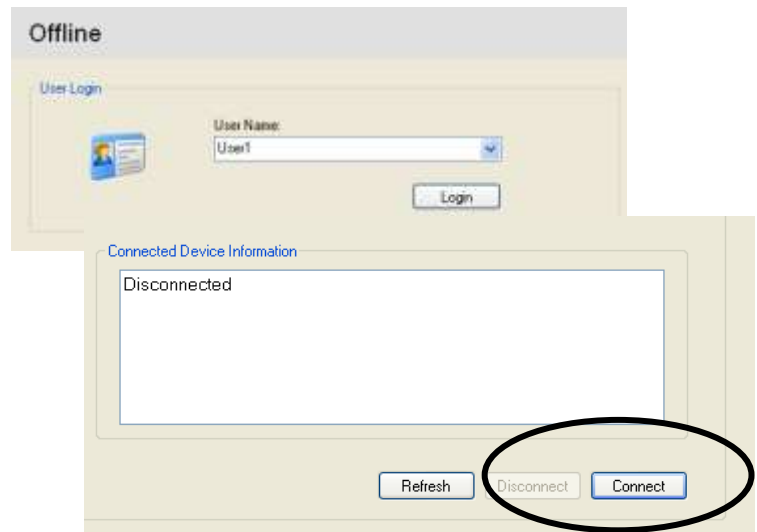 Offline
User Login
User Name:
User1
Login
Connected Device Information
Disconnected
Refresh Disconnect Connect